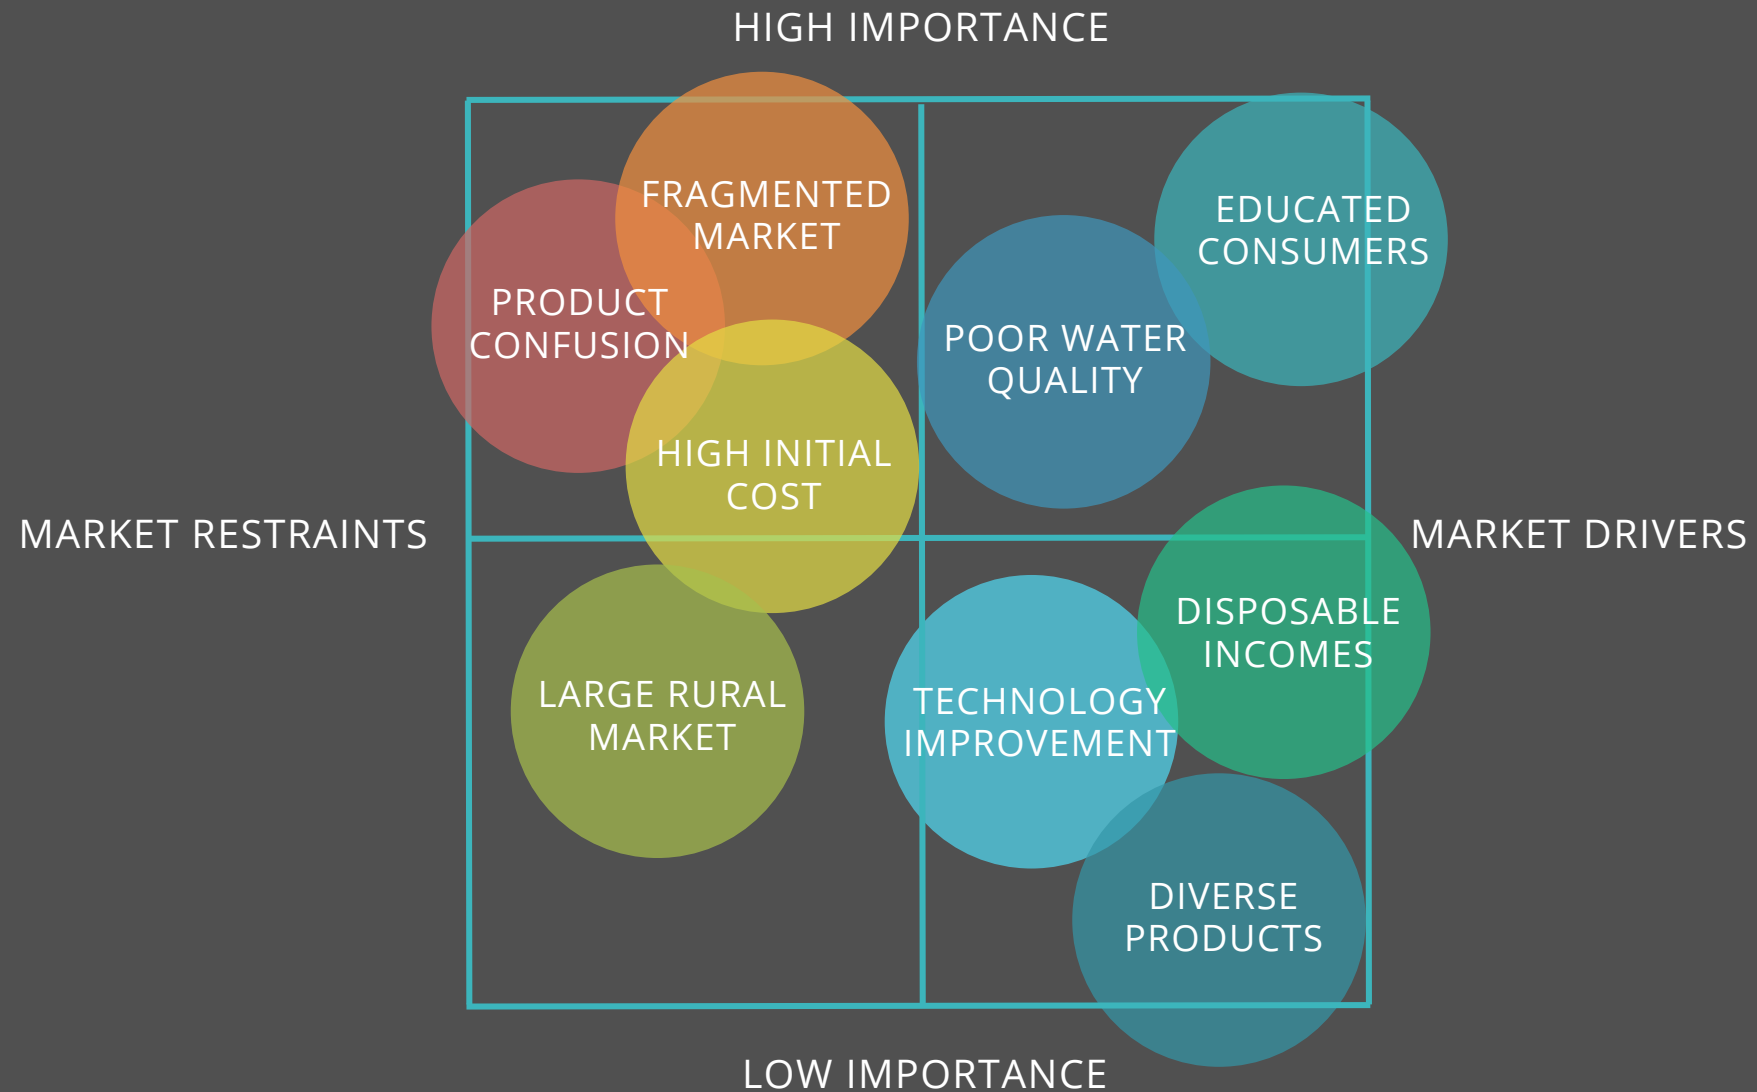 HIGH IMPORTANCE
FRAGMENTED
MARKET
EDUCATED
CONSUMERS
PRODUCT
CONFUSION
POOR WATER
QUALITY
HIGH INITIAL
COST
MARKET RESTRAINTS
MARKET DRIVERS
DISPOSABLE
INCOMES
LARGE RURAL
MARKET
TECHNOLOGY
IMPROVEMENT
DIVERSE
PRODUCTS
LOW IMPORTANCE